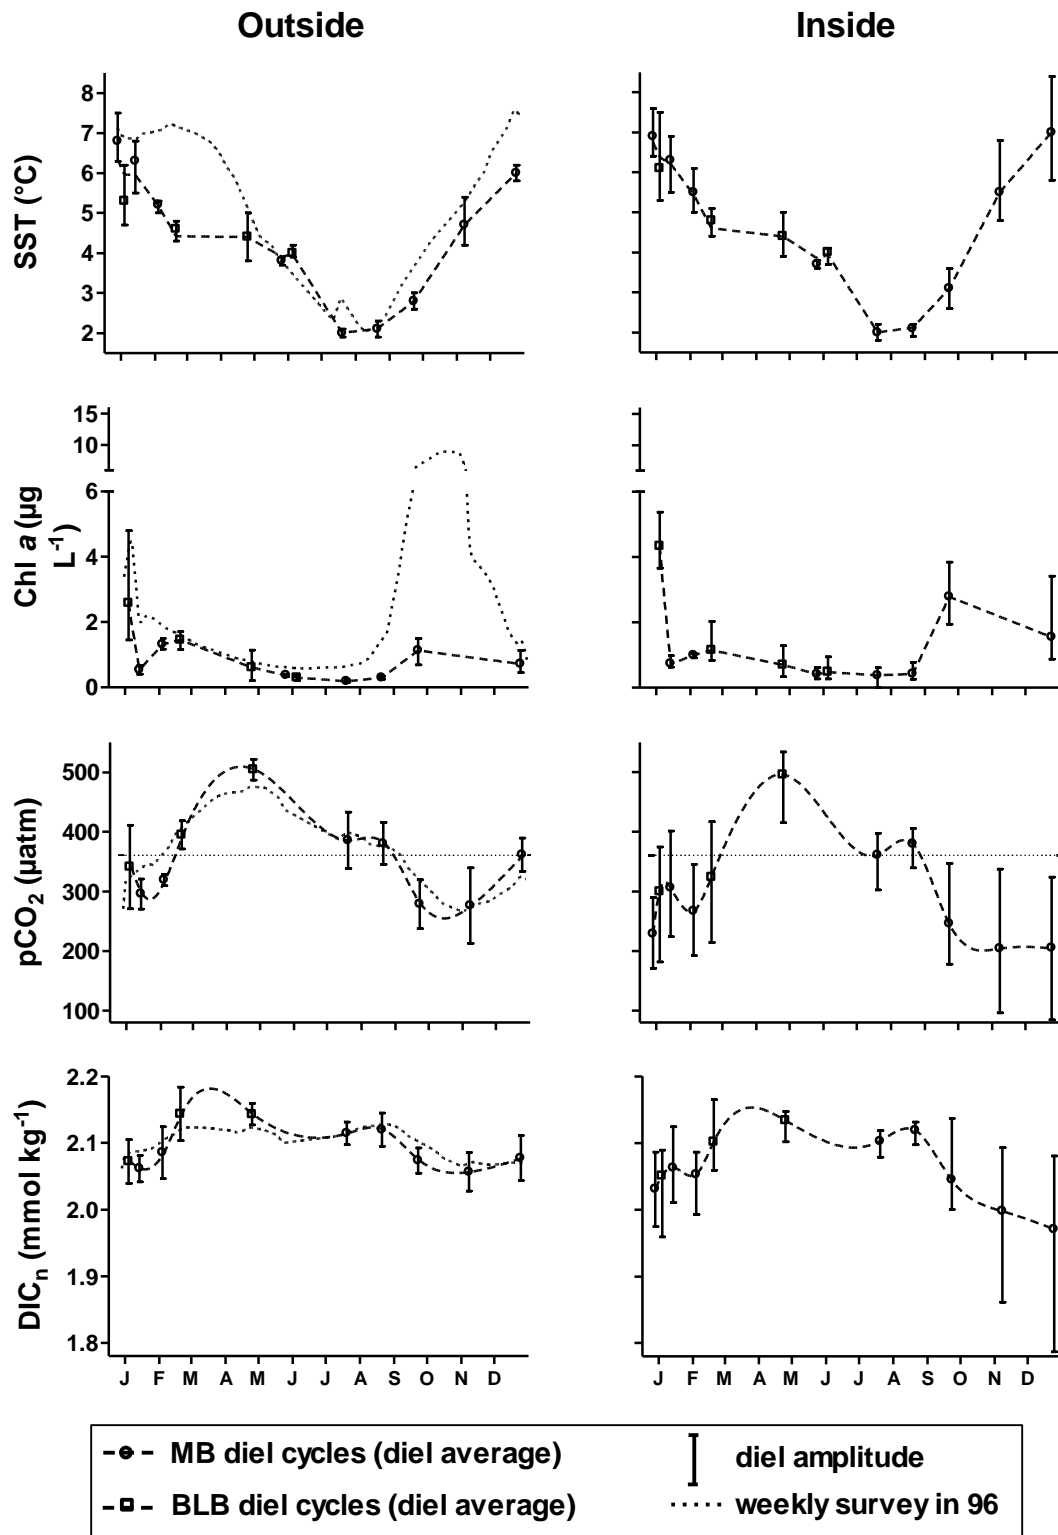 Outside Inside
SST (°C)
8
7
6
5
4
3
2
Chl a (µg
L-1)
15
10
6
4
2
0
pCO2 (µatm)
500
400
300
200
100
DICn (mmol kg-1)
2.2
2.1
2.0
1.9
1.8
J F M A M J J A S O N D
J F M A M J J A S O N D
MB diel cycles (diel average)
diel amplitude
BLB diel cycles (diel average)
weekly survey in 96